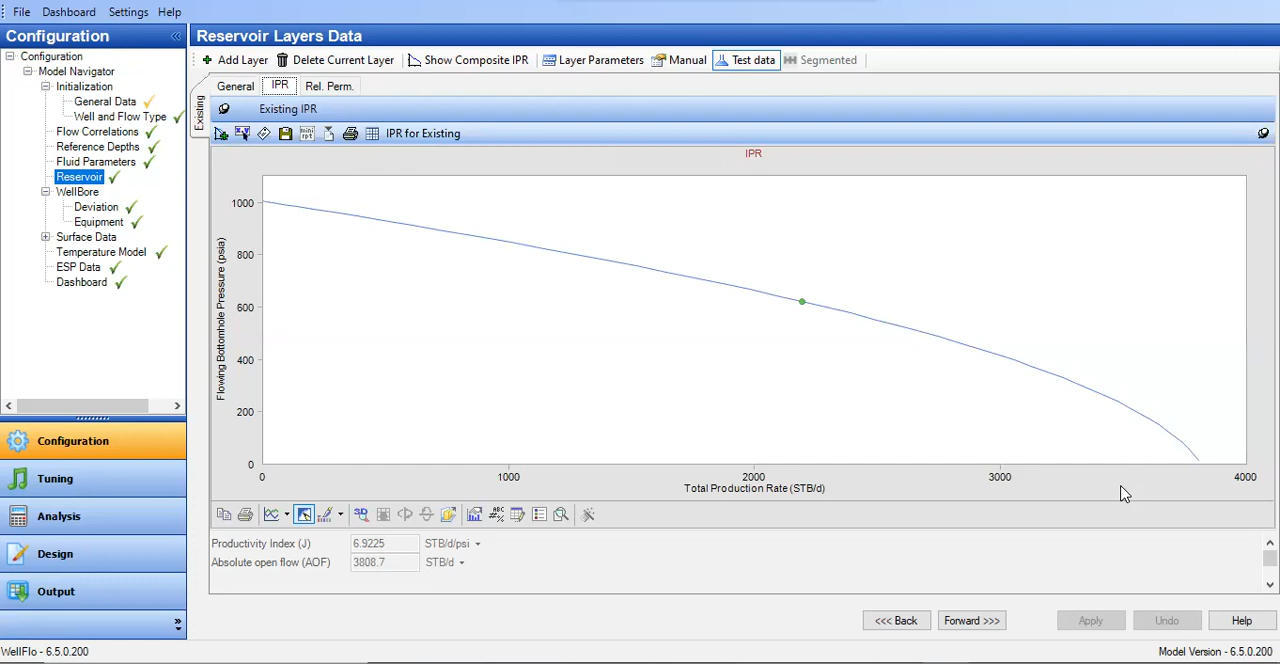 File Dashboard Settings Help
Configuration «
Reservoir Layers Data
Configuration
Model Navigator
Initialization
General Data
Well and Flow Type
Flow Correlations
Reference Depths
Fluid Parameters
Reservoir
WellBore
Deviation
Equipment
Surface Data
Temperature Model
ESP Data
Dashboard
Configuration
Tuning
Analysis
Design
Output
»
Add Layer Delete Current Layer Show Composite IPR Layer Parameters Manual Test data Segmented
General IPR Rel. Perm.
Existing
Existing IPR
mini rpt IPR for Existing
IPR
Flowing Bottomhole Pressure (psia)
1000
800
600
400
200
0
0 1000 2000 3000 4000
Total Production Rate (STB/d)
3D ABC
Productivity Index (J) 6.9225 STB/d/psi
Absolute open flow (AOF) 3808.7 STB/d
<<< Back Forward >>> Apply Undo Help
WellFlo - 6.5.0.200 Model Version - 6.5.0.200